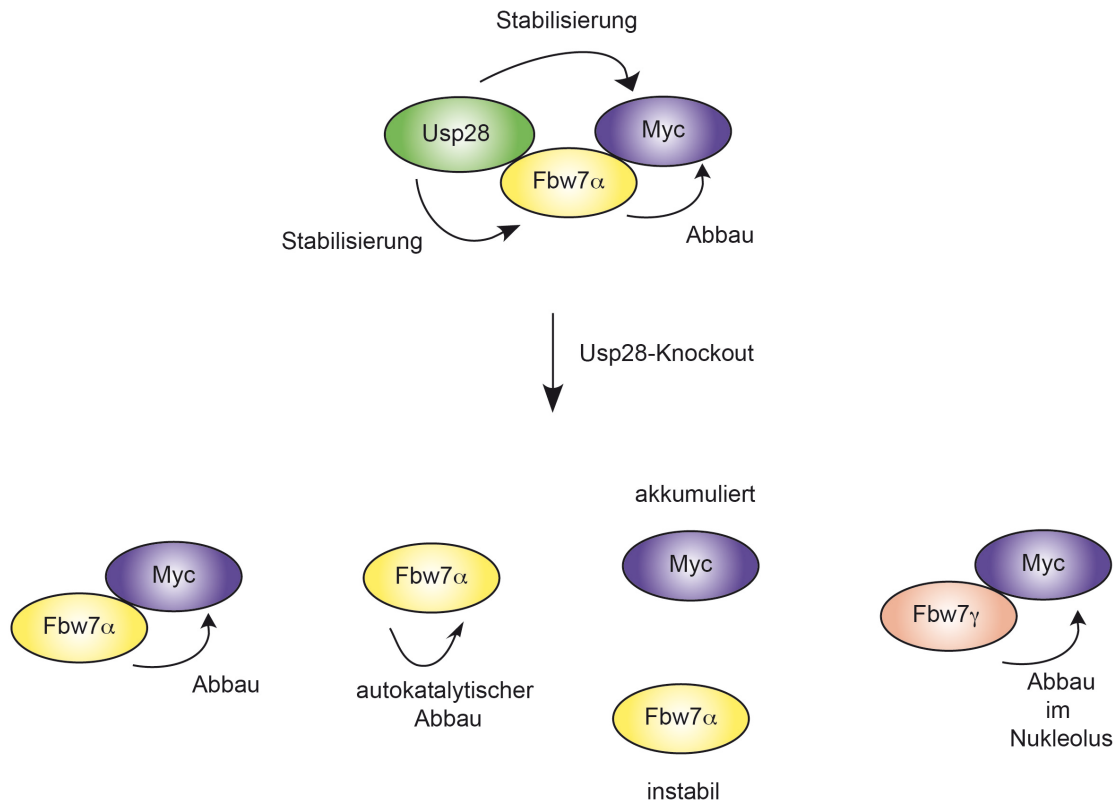 Stabilisierung
Usp28
Myc
Fbw7α
Stabilisierung
Abbau
Usp28-Knockout
akkumuliert
Myc
Fbw7α
Abbau
Fbw7α
autokatalytischer
Abbau
Myc
Fbw7α
instabil
Myc
Fbw7γ
Abbau
im
Nukleolus